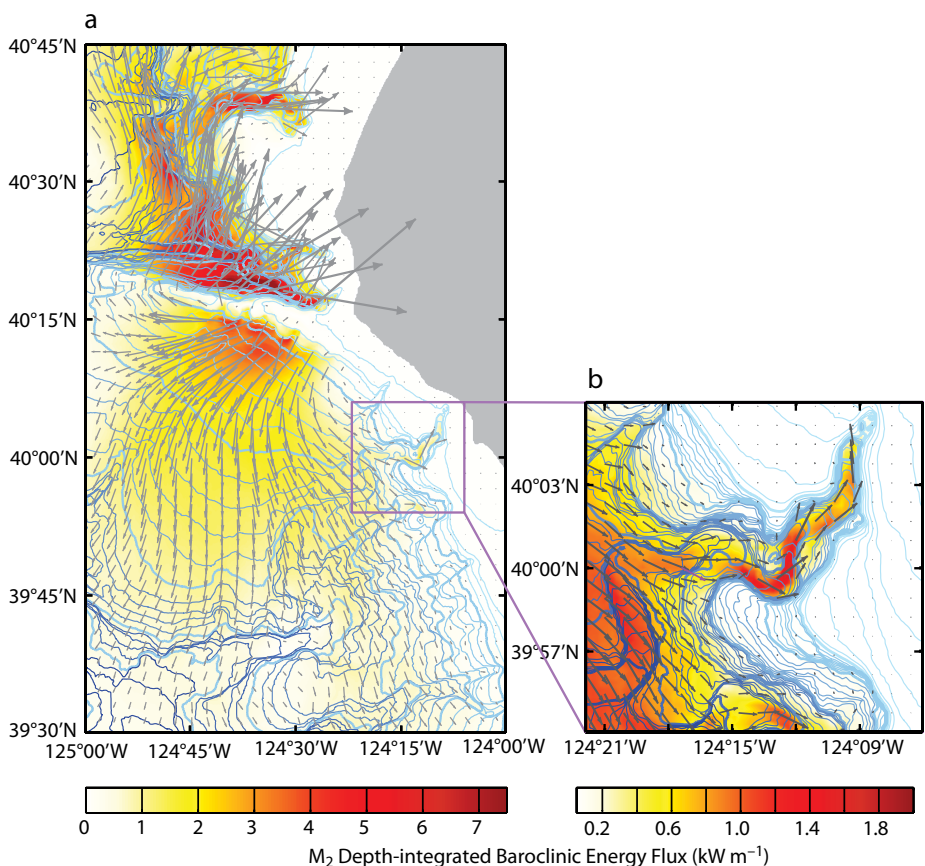 a
40°45′N
40°30′N
40°15′N
40°00′N
39°45′N
39°30′N
125°00′W 124°45′W 124°30′W 124°15′W 124°00′W
b
40°03′N
40°00′N
39°57′N
124°21′W 124°15′W 124°09′W
0 1 2 3 4 5 6 7
0.2 0.6 1.0 1.4 1.8
M₂ Depth-integrated Baroclinic Energy Flux (kW m⁻¹)